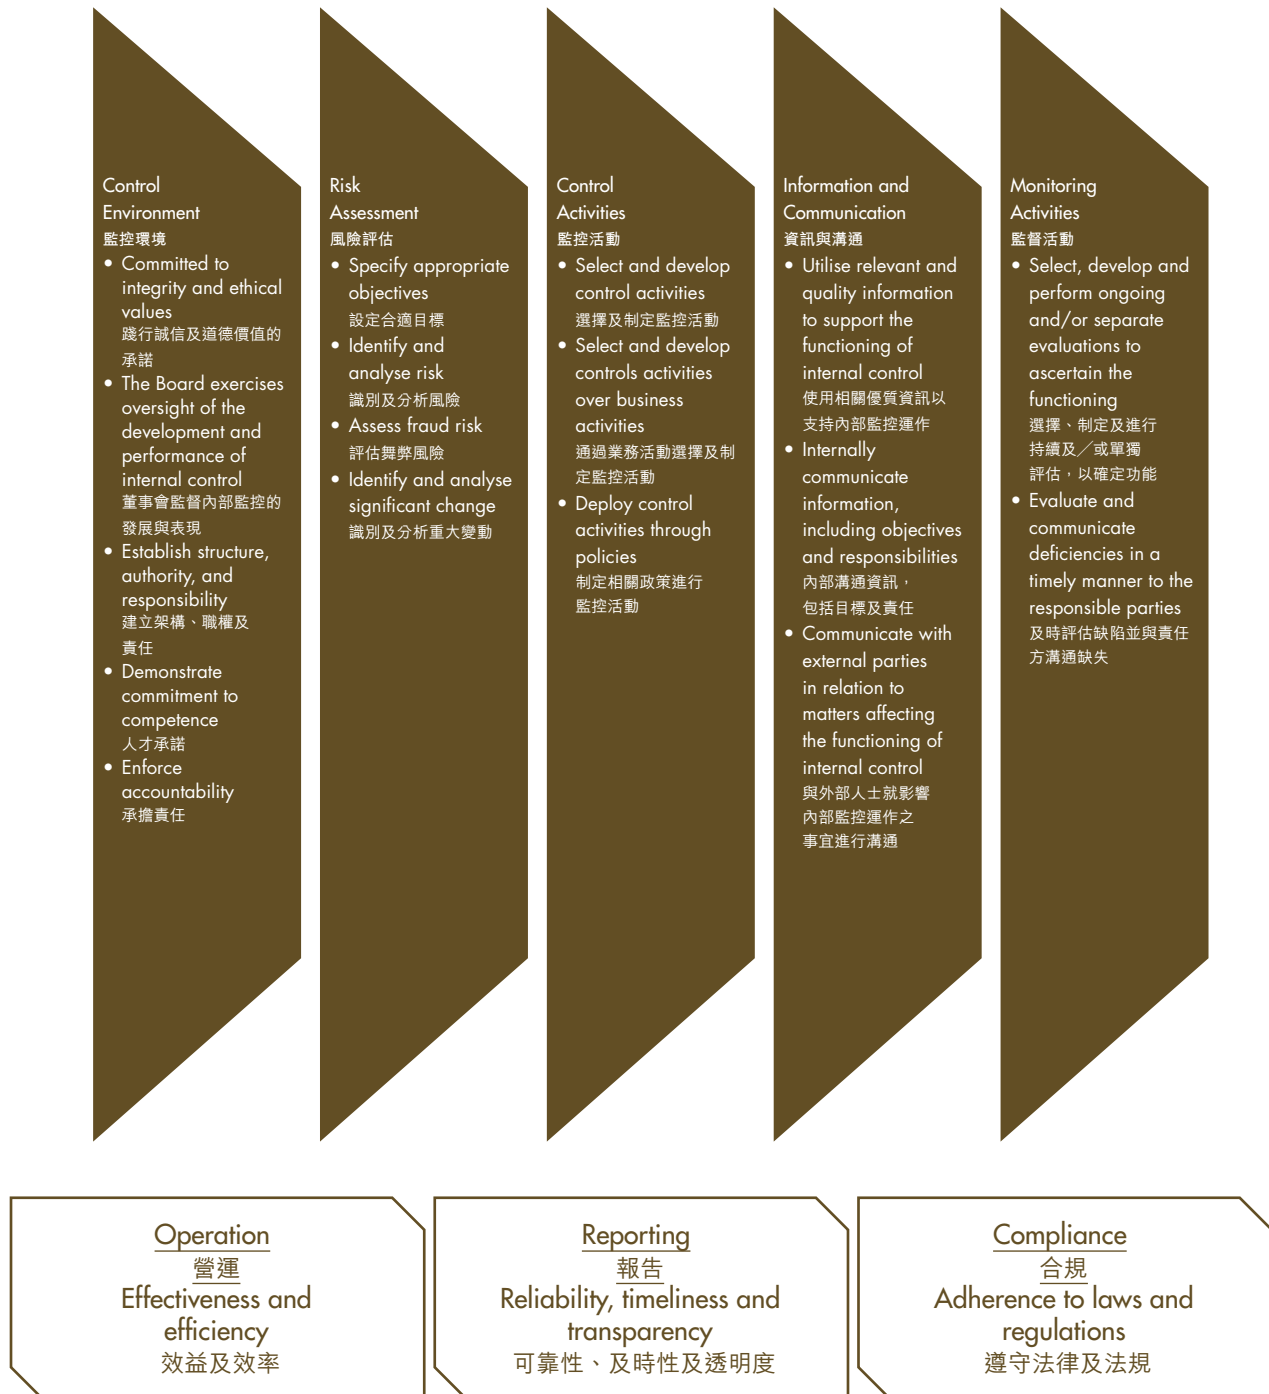 Control
Environment
監控環境
• Committed to
integrity and ethical
values
踐行誠信及道德價值的
承諾
• The Board exercises
oversight of the
development and
performance of
internal control
董事會監督內部監控的
發展與表現
• Establish structure,
authority, and
responsibility
建立架構、職權及
責任
• Demonstrate
commitment to
competence
人才承諾
• Enforce
accountability
承擔責任
Risk
Assessment
風險評估
• Specify appropriate
objectives
設定合適目標
• Identify and
analyse risk
識別及分析風險
• Assess fraud risk
評估舞弊風險
• Identify and analyse
significant change
識別及分析重大變動
Control
Activities
監控活動
• Select and develop
control activities
選擇及制定監控活動
• Select and develop
controls activities
over business
activities
通過業務活動選擇及制
定監控活動
• Deploy control
activities through
policies
制定相關政策進行
監控活動
Information and
Communication
資訊與溝通
• Utilise relevant and
quality information
to support the
functioning of
internal control
使用相關優質資訊以
支持內部監控運作
• Internally
communicate
information,
including objectives
and responsibilities
內部溝通資訊，
包括目標及責任
• Communicate with
external parties
in relation to
matters affecting
the functioning of
internal control
與外部人士就影響
內部監控運作之
事宜進行溝通
Monitoring
Activities
監督活動
• Select, develop and
perform ongoing
and/or separate
evaluations to
ascertain the
functioning
選擇、制定及進行
持續及／或單獨
評估，以確定功能
• Evaluate and
communicate
deficiencies in a
timely manner to the
responsible parties
及時評估缺陷並與責任
方溝通缺失
Operation
營運
Effectiveness and
efficiency
效益及效率
Reporting
報告
Reliability, timeliness and
transparency
可靠性、及時性及透明度
Compliance
合規
Adherence to laws and
regulations
遵守法律及法規